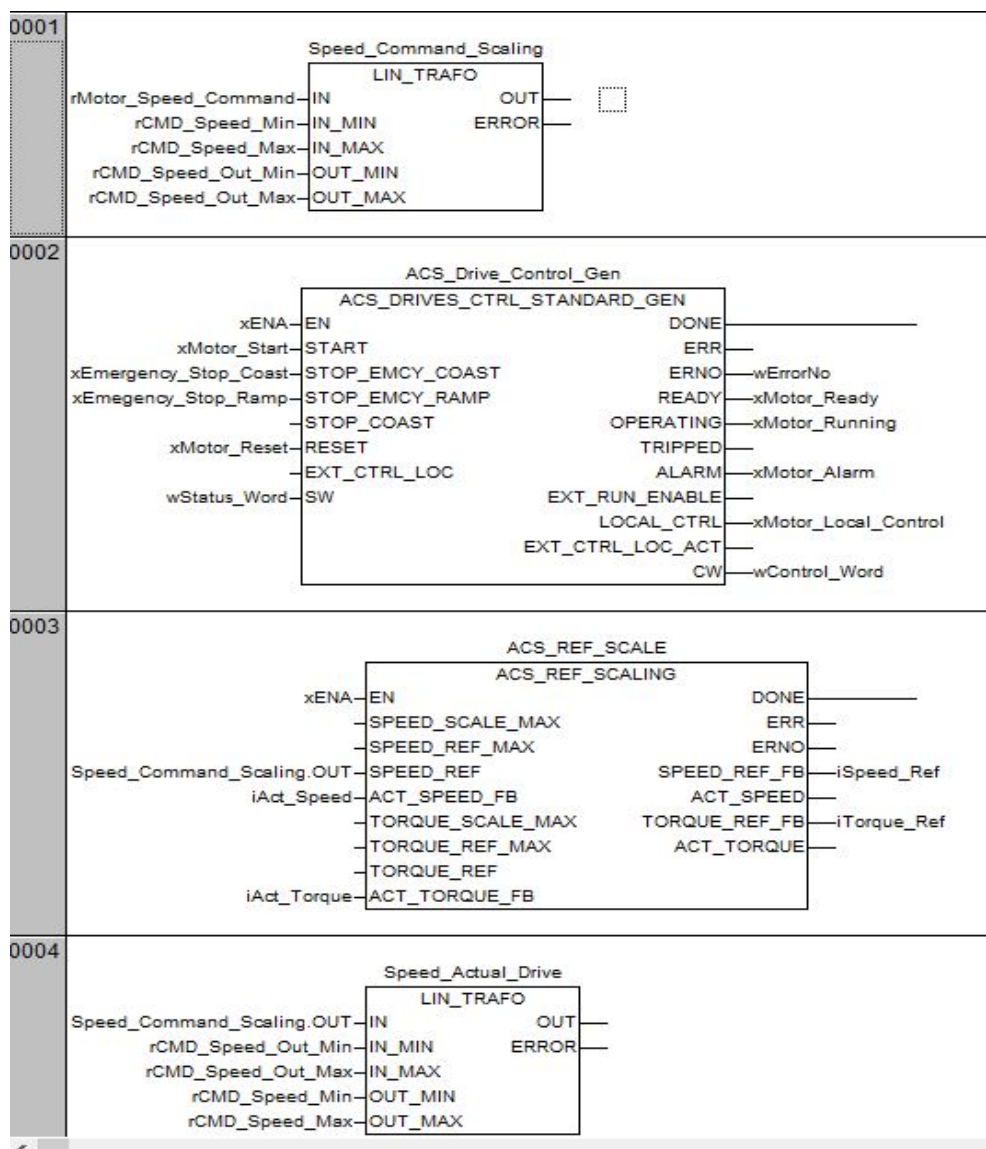 0001
Speed_Command_Scaling
LIN_TRAFO
rMotor_Speed_Command IN OUT
rCMD_Speed_Min IN_MIN ERROR
rCMD_Speed_Max IN_MAX
rCMD_Speed_Out_Min OUT_MIN
rCMD_Speed_Out_Max OUT_MAX
0002
ACS_Drive_Control_Gen
ACS_DRIVES_CTRL_STANDARD_GEN
xENA EN DONE
xMotor_Start START ERR
xEmergency_Stop_Coast STOP_EMCY_COAST ERNO wErrorNo
xEmegency_Stop_Ramp STOP_EMCY_RAMP READY xMotor_Ready
STOP_COAST OPERATING xMotor_Running
xMotor_Reset RESET TRIPPED
EXT_CTRL_LOC ALARM xMotor_Alarm
wStatus_Word SW EXT_RUN_ENABLE
LOCAL_CTRL xMotor_Local_Control
EXT_CTRL_LOC_ACT
CW wControl_Word
0003
ACS_REF_SCALE
ACS_REF_SCALING
xENA EN DONE
SPEED_SCALE_MAX ERR
SPEED_REF_MAX ERNO
Speed_Command_Scaling.OUT SPEED_REF SPEED_REF_FB iSpeed_Ref
iAct_Speed ACT_SPEED_FB ACT_SPEED
TORQUE_SCALE_MAX TORQUE_REF_FB iTorque_Ref
TORQUE_REF_MAX ACT_TORQUE
TORQUE_REF
iAct_Torque ACT_TORQUE_FB
0004
Speed_Actual_Drive
LIN_TRAFO
Speed_Command_Scaling.OUT IN OUT
rCMD_Speed_Out_Min IN_MIN ERROR
rCMD_Speed_Out_Max IN_MAX
rCMD_Speed_Min OUT_MIN
rCMD_Speed_Max OUT_MAX